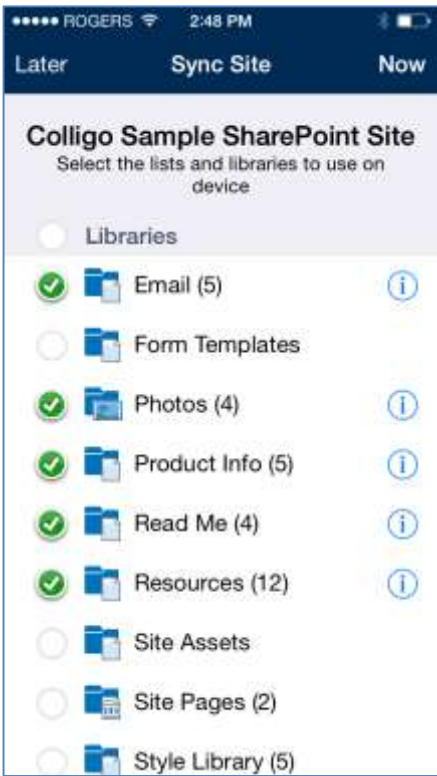 ROGERS 2:48 PM
Later Sync Site Now
Colligo Sample SharePoint Site
Select the lists and libraries to use on
device
Libraries
Email (5)
Form Templates
Photos (4)
Product Info (5)
Read Me (4)
Resources (12)
Site Assets
Site Pages (2)
Style Library (5)